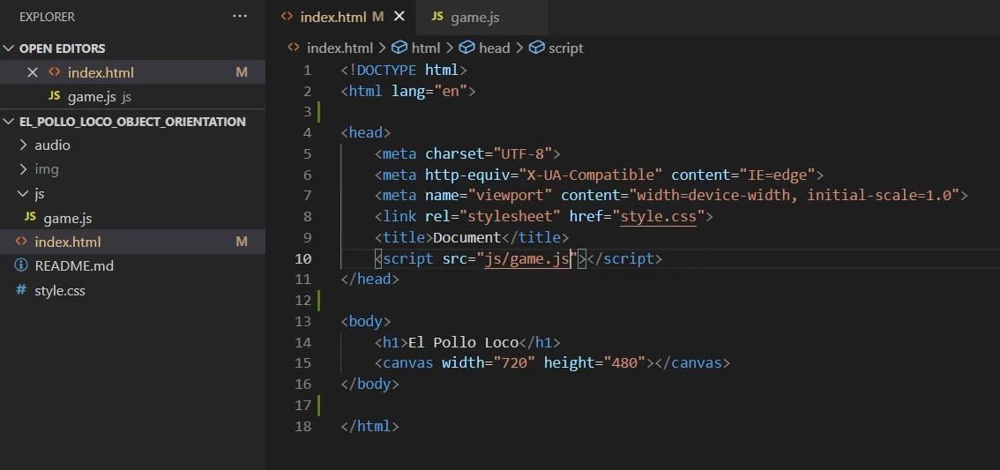 EXPLORER ···
OPEN EDITORS
index.html M
JS game.js js
EL_POLLO_LOCO_OBJECT_ORIENTATION
audio
img
js
JS game.js
index.html M
README.md
style.css
index.html M JS game.js
index.html > html > head > script
1 <!DOCTYPE html>
2 <html lang="en">
3
4 <head>
5 <meta charset="UTF-8">
6 <meta http-equiv="X-UA-Compatible" content="IE=edge">
7 <meta name="viewport" content="width=device-width, initial-scale=1.0">
8 <link rel="stylesheet" href="style.css">
9 <title>Document</title>
10 <script src="js/game.js"></script>
11 </head>
12
13 <body>
14 <h1>El Pollo Loco</h1>
15 <canvas width="720" height="480"></canvas>
16 </body>
17
18 </html>